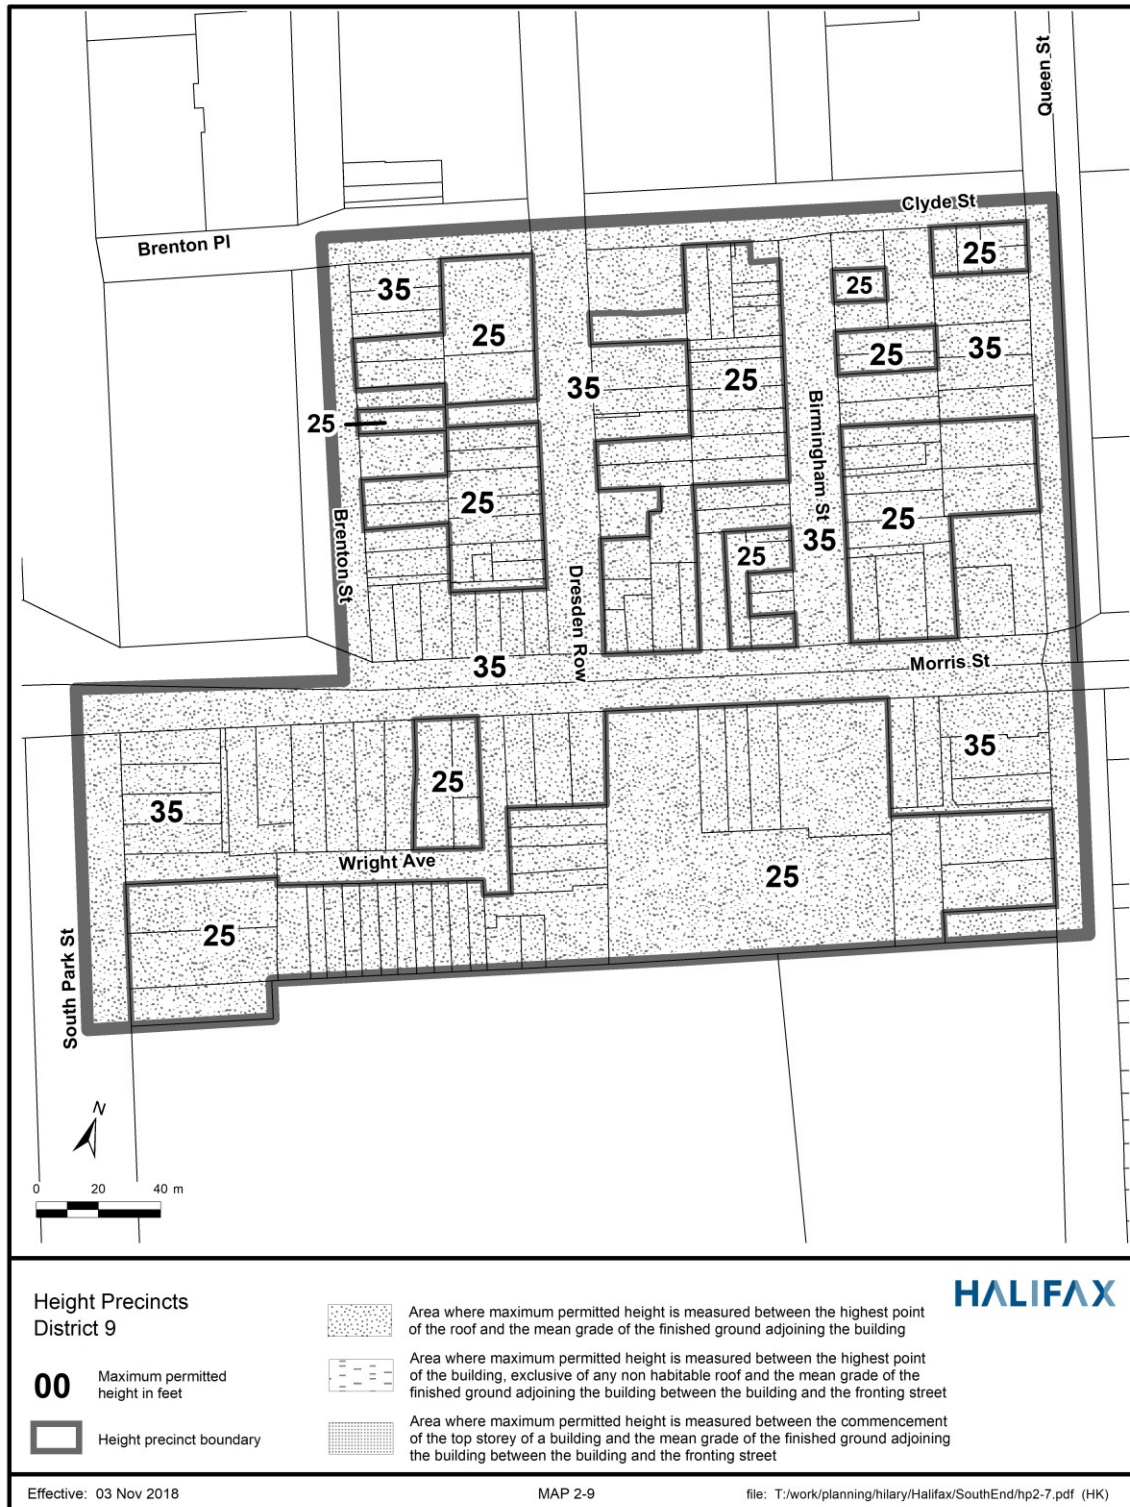 Queen St
Clyde St
Brenton Pl
25
35
25
25
25
35
25
35
25
25
Birmingham St
25
25
Brenton St
35
25
Dresden Row
Morris St
35
35
25
35
Wright Ave
25
25
South Park St
N
0 20 40 m
Height Precincts
District 9
00 Maximum permitted
height in feet
Height precinct boundary
Area where maximum permitted height is measured between the highest point
of the roof and the mean grade of the finished ground adjoining the building
Area where maximum permitted height is measured between the highest point
of the building, exclusive of any non habitable roof and the mean grade of the
finished ground adjoining the building between the building and the fronting street
Area where maximum permitted height is measured between the commencement
of the top storey of a building and the mean grade of the finished ground adjoining
the building between the building and the fronting street
HALIFAX
Effective: 03 Nov 2018 MAP 2-9 file: T:/work/planning/hilary/Halifax/SouthEnd/hp2-7.pdf (HK)